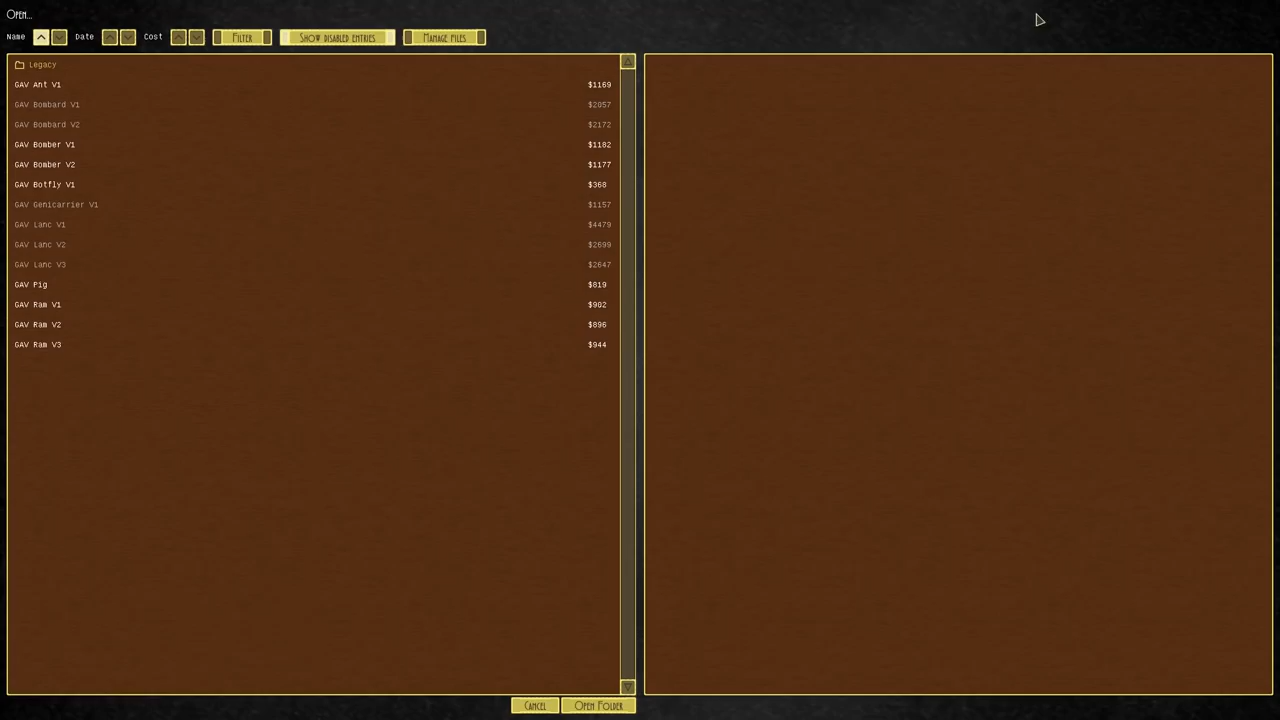 Open...
Name Date Cost Filter Show disabled entries Manage files
Legacy
GAV Ant V1 $1169
GAV Bombard V1 $2057
GAV Bombard V2 $2172
GAV Bomber V1 $1182
GAV Bomber V2 $1177
GAV Botfly V1 $368
GAV Genicarrier V1 $1157
GAV Lanc V1 $4479
GAV Lanc V2 $2699
GAV Lanc V3 $2647
GAV Pig $819
GAV Ram V1 $902
GAV Ram V2 $896
GAV Ram V3 $944
Cancel Open Folder